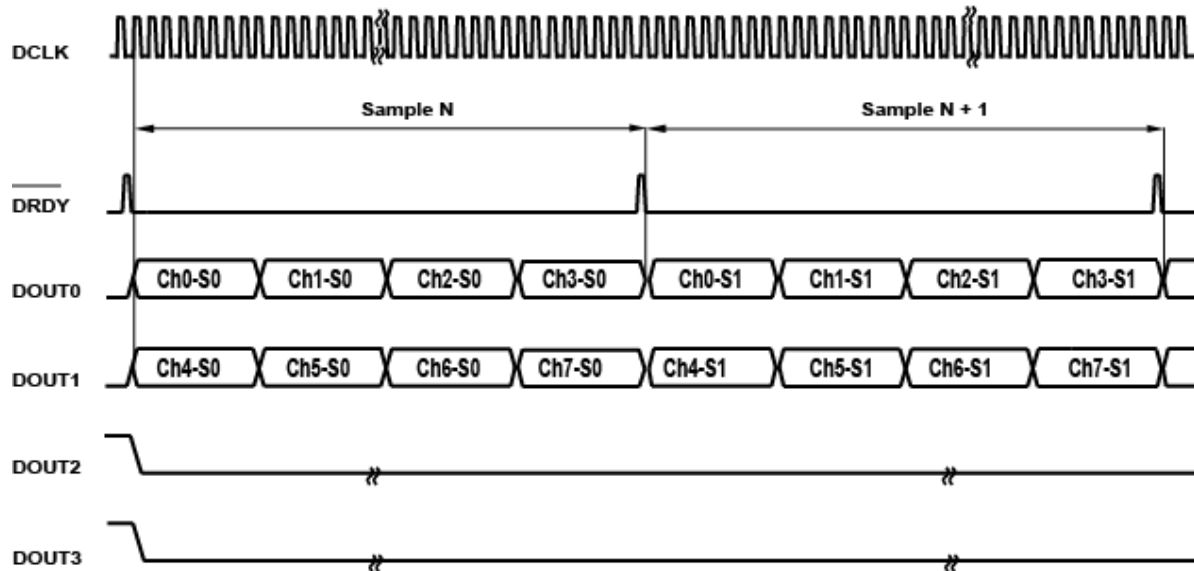 DCLK
Sample N Sample N + 1
DRDY
DOUT0 Ch0-S0 Ch1-S0 Ch2-S0 Ch3-S0 Ch0-S1 Ch1-S1 Ch2-S1 Ch3-S1
DOUT1 Ch4-S0 Ch5-S0 Ch6-S0 Ch7-S0 Ch4-S1 Ch5-S1 Ch6-S1 Ch7-S1
DOUT2
DOUT3